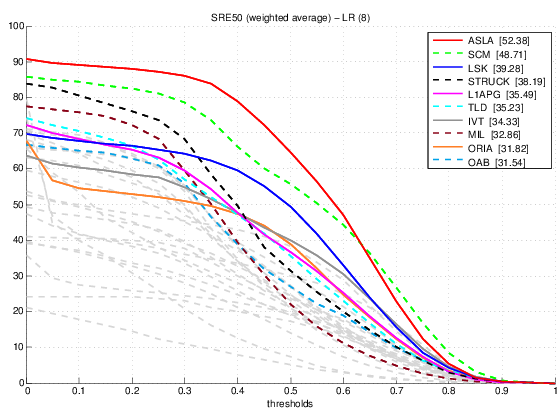 SRE50 (weighted average) – LR (8)
100
90
80
70
60
50
40
30
20
10
0
0
0.1
0.2
0.3
0.4
0.5
0.6
0.7
0.8
0.9
1
thresholds
ASLA [52.38]
SCM [48.71]
LSK [39.28]
STRUCK [38.19]
L1APG [35.49]
TLD [35.23]
IVT [34.33]
MIL [32.86]
ORIA [31.82]
OAB [31.54]